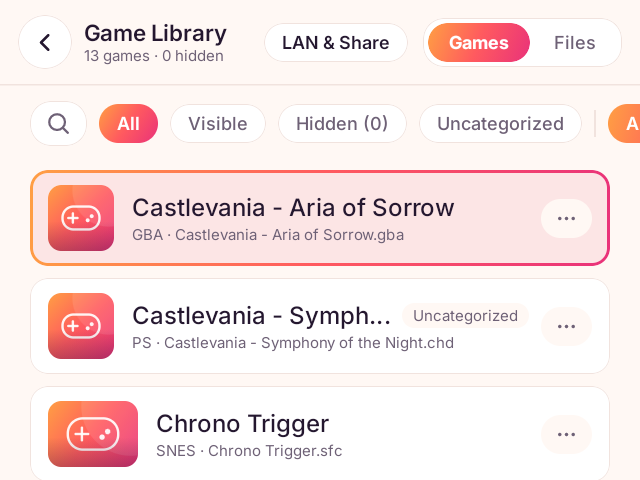 Game Library
13 games · 0 hidden
LAN & Share
Games
Files
All
Visible
Hidden (0)
Uncategorized
A
Castlevania - Aria of Sorrow
GBA · Castlevania - Aria of Sorrow.gba
Castlevania - Symph...
Uncategorized
PS · Castlevania - Symphony of the Night.chd
Chrono Trigger
SNES · Chrono Trigger.sfc